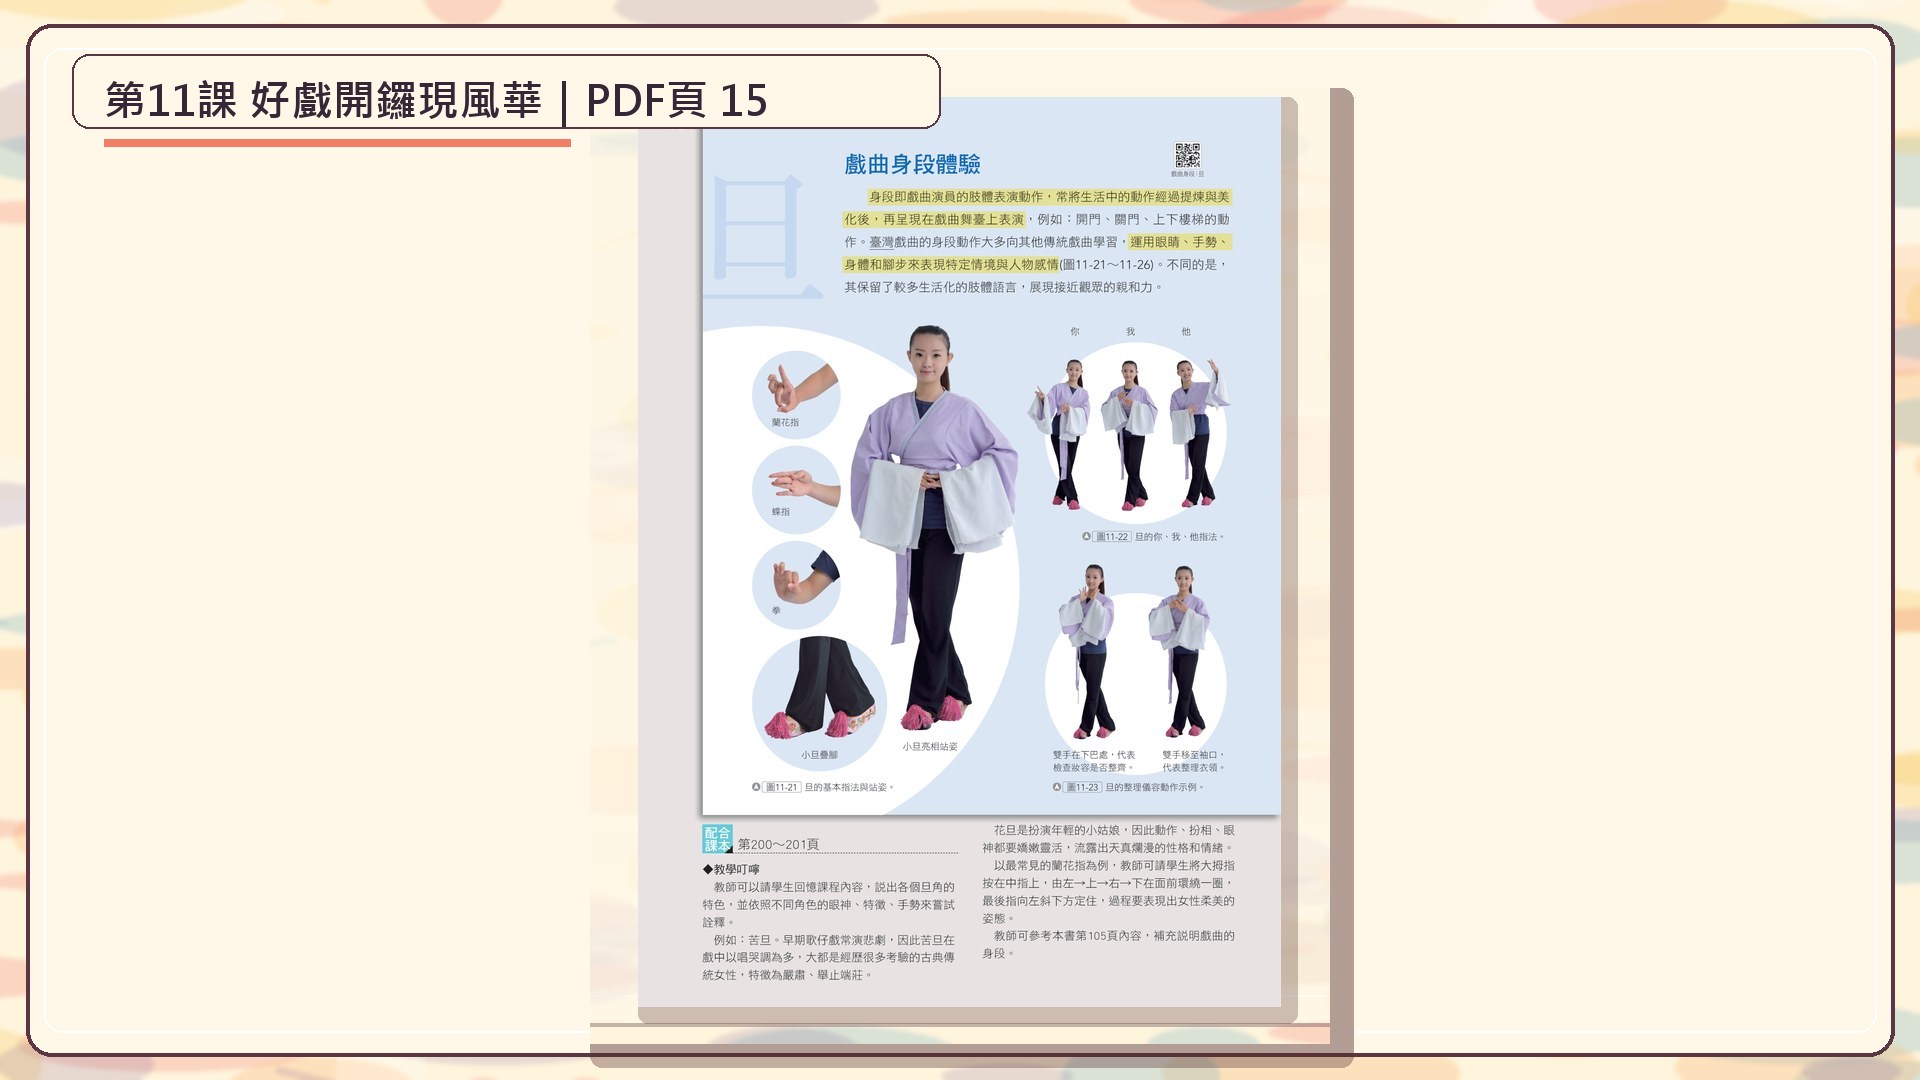 第11課 好戲開鑼現風華 | PDF頁 15
戲曲身段體驗
戲曲身段:旦
旦
身段即戲曲演員的肢體表演動作，常將生活中的動作經過提煉與美
化後，再呈現在戲曲舞臺上表演，例如：開門、關門、上下樓梯的動
作。臺灣戲曲的身段動作大多向其他傳統戲曲學習，運用眼睛、手勢、
身體和腳步來表現特定情境與人物感情(圖11-21～11-26)。不同的是，
其保留了較多生活化的肢體語言，展現接近觀眾的親和力。
蘭花指
蝶指
拳
小旦疊腳
小旦亮相站姿
圖11-21 旦的基本指法與站姿。
你 我 他
圖11-22 旦的你、我、他指法。
雙手在下巴處，代表
檢查妝容是否整齊。
雙手移至袖口，
代表整理衣領。
圖11-23 旦的整理儀容動作示例。
配合
課本 第200～201頁
◆教學叮嚀
教師可以請學生回憶課程內容，說出各個旦角的
特色，並依照不同角色的眼神、特徵、手勢來嘗試
詮釋。
例如：苦旦。早期歌仔戲常演悲劇，因此苦旦在
戲中以唱哭調為多，大都是經歷很多考驗的古典傳
統女性，特徵為嚴肅、舉止端莊。
花旦是扮演年輕的小姑娘，因此動作、扮相、眼
神都要嬌嫩靈活，流露出天真爛漫的性格和情緒。
以最常見的蘭花指為例，教師可請學生將大拇指
按在中指上，由左→上→右→下在面前環繞一圈，
最後指向左斜下方定住，過程要表現出女性柔美的
姿態。
教師可參考本書第105頁內容，補充說明戲曲的
身段。